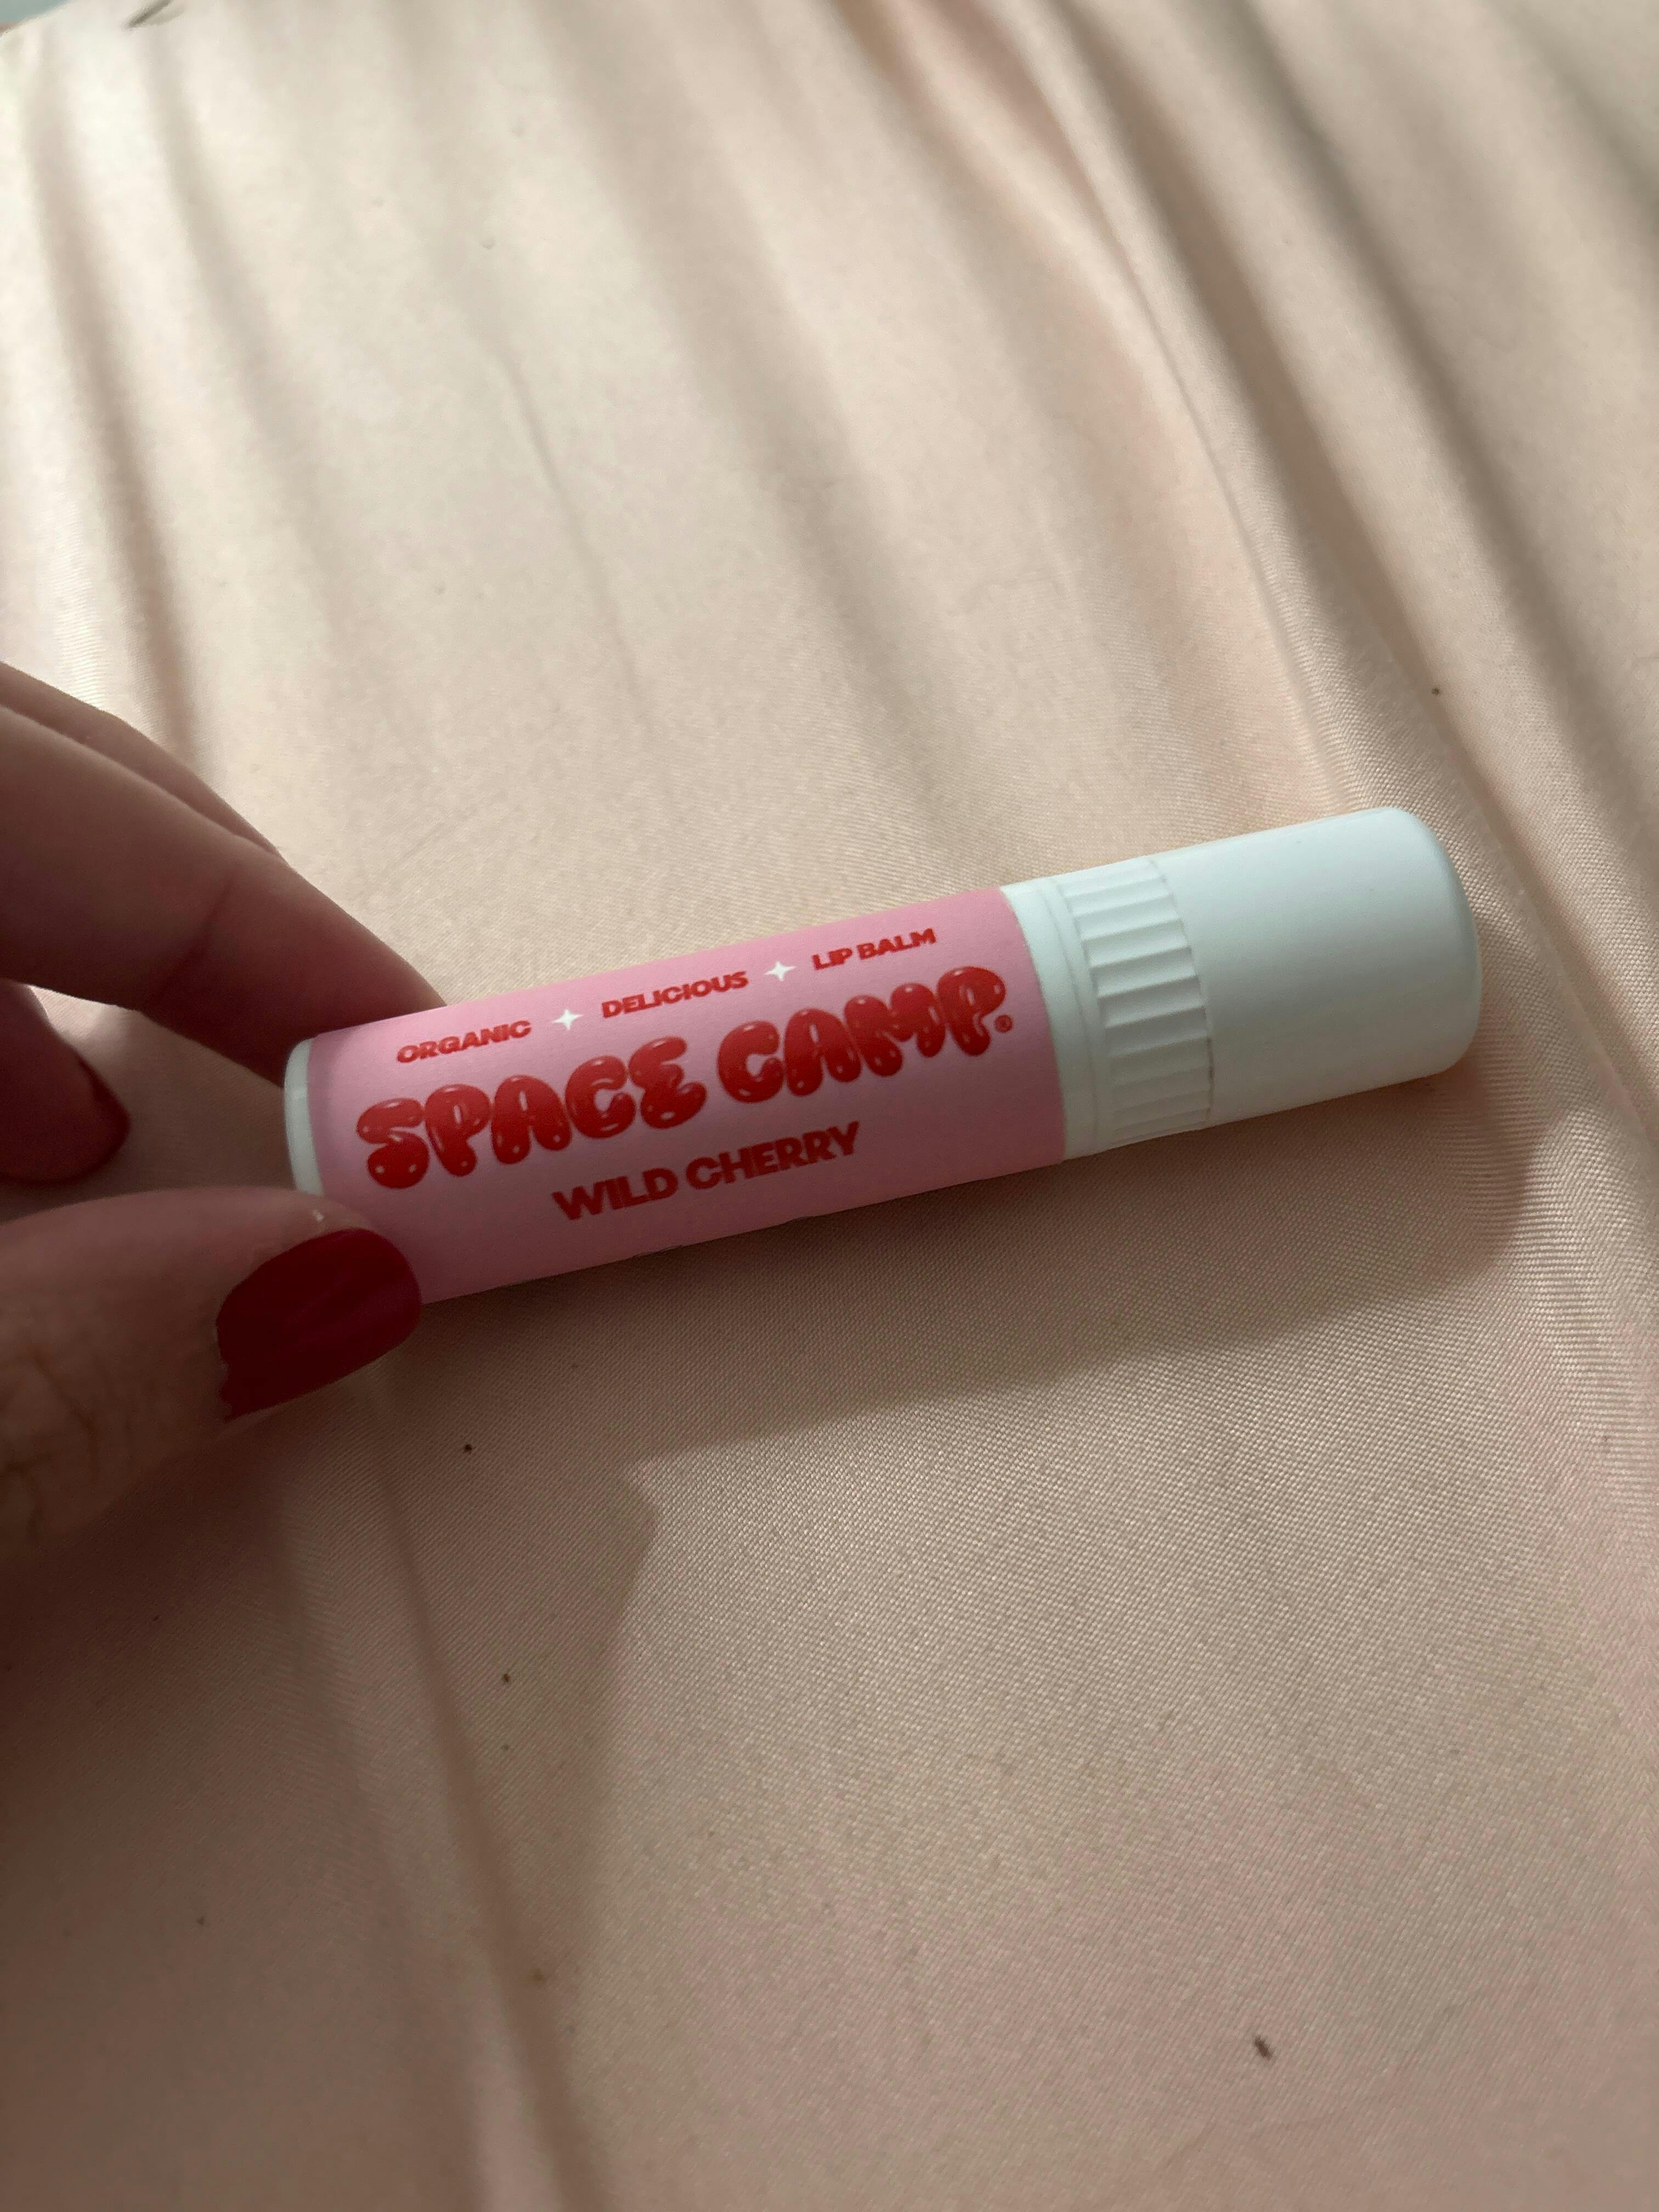 ORGANIC ✦ DELICIOUS ✦ LIP BALM
SPACE CAMP®
WILD CHERRY